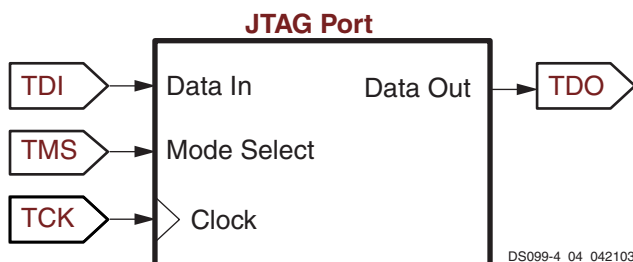 JTAG Port
TDI Data In Data Out TDO
TMS Mode Select
TCK Clock
DS099-4_04_042103